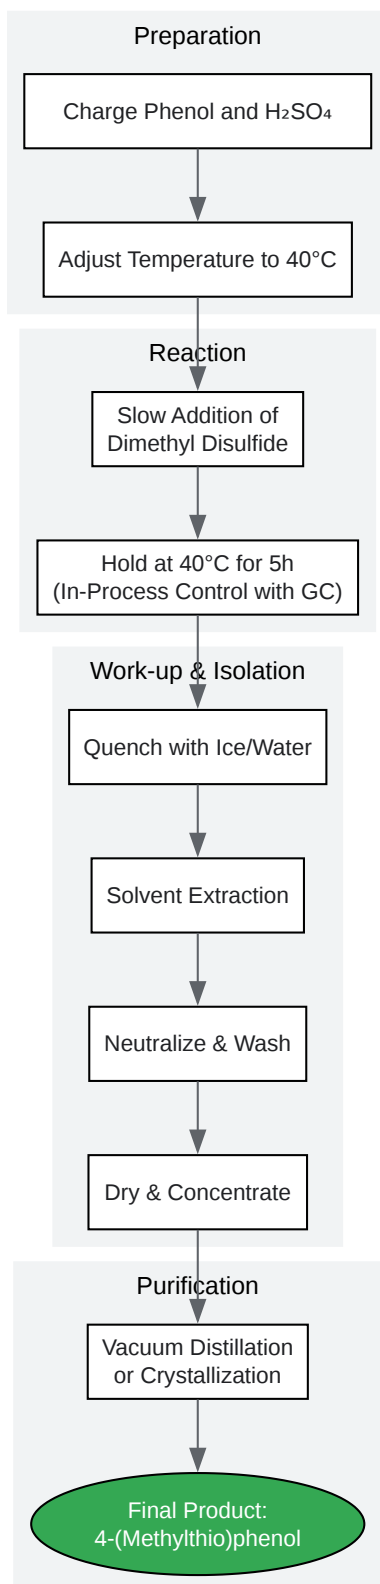 Preparation
Charge Phenol and H₂SO₄
Adjust Temperature to 40°C
Reaction
Slow Addition of
Dimethyl Disulfide
Hold at 40°C for 5h
(In-Process Control with GC)
Work-up & Isolation
Quench with Ice/Water
Solvent Extraction
Neutralize & Wash
Dry & Concentrate
Purification
Vacuum Distillation
or Crystallization
Final Product:
4-(Methylthio)phenol